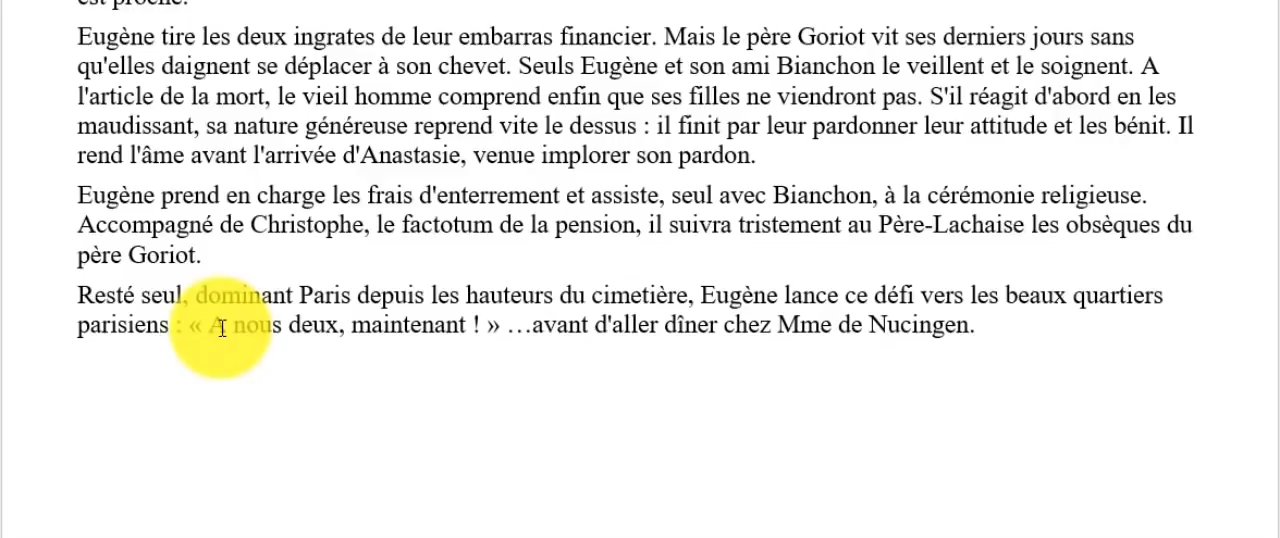 est proche.
Eugène tire les deux ingrates de leur embarras financier. Mais le père Goriot vit ses derniers jours sans
qu'elles daignent se déplacer à son chevet. Seuls Eugène et son ami Bianchon le veillent et le soignent. A
l'article de la mort, le vieil homme comprend enfin que ses filles ne viendront pas. S'il réagit d'abord en les
maudissant, sa nature généreuse reprend vite le dessus : il finit par leur pardonner leur attitude et les bénit. Il
rend l'âme avant l'arrivée d'Anastasie, venue implorer son pardon.
Eugène prend en charge les frais d'enterrement et assiste, seul avec Bianchon, à la cérémonie religieuse.
Accompagné de Christophe, le factotum de la pension, il suivra tristement au Père-Lachaise les obsèques du
père Goriot.
Resté seul, dominant Paris depuis les hauteurs du cimetière, Eugène lance ce défi vers les beaux quartiers
parisiens : « A nous deux, maintenant ! » …avant d'aller dîner chez Mme de Nucingen.